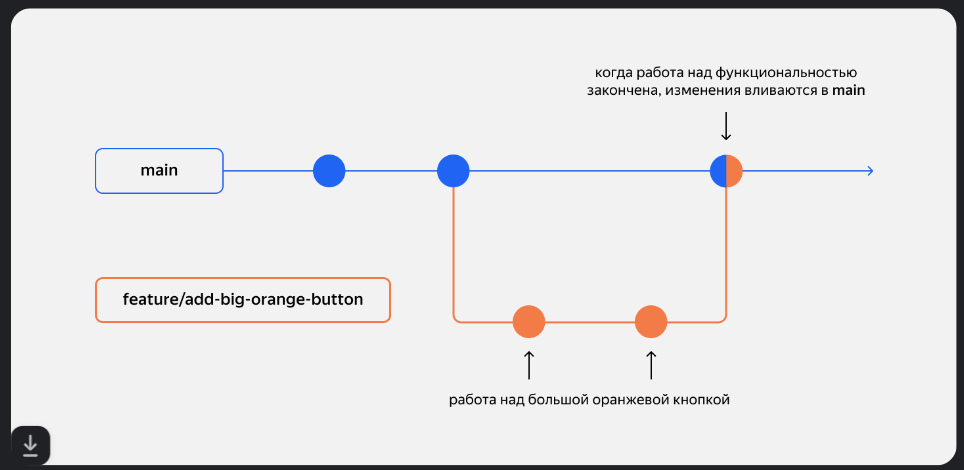 когда работа над функциональностью
закончена, изменения вливаются в main
main
feature/add-big-orange-button
работа над большой оранжевой кнопкой